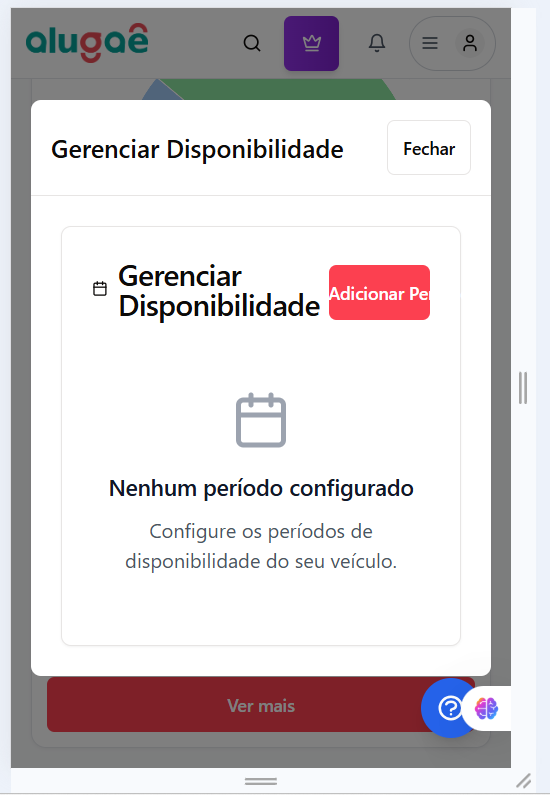 alugaê
Gerenciar Disponibilidade
Fechar
Gerenciar
Disponibilidade
Adicionar Per
Nenhum período configurado
Configure os períodos de
disponibilidade do seu veículo.
Ver mais